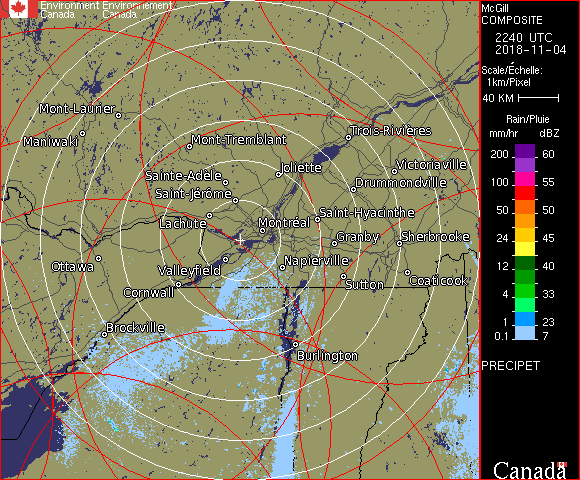 Environment Environnement
Canada Canada
McGill
COMPOSITE
2240 UTC
2018-11-04
Scale/Échelle:
1km/Pixel
40 KM
Rain/Pluie
mm/hr dBZ
200 60
150 55
100 55
50 50
24 45
12 40
4 33
1 23
0.1 7
PRECIPET
Canada
Mont-Laurier
Maniwaki
Mont-Tremblant
Trois-Rivières
Joliette
Victoriaville
Sainte-Adèle
Drummondville
Saint-Jérôme
Lachute
Montréal
Saint-Hyacinthe
Granby
Sherbrooke
Ottawa
Valleyfield
Napierville
Cornwall
Sutton
Coaticook
Brockville
Burlington